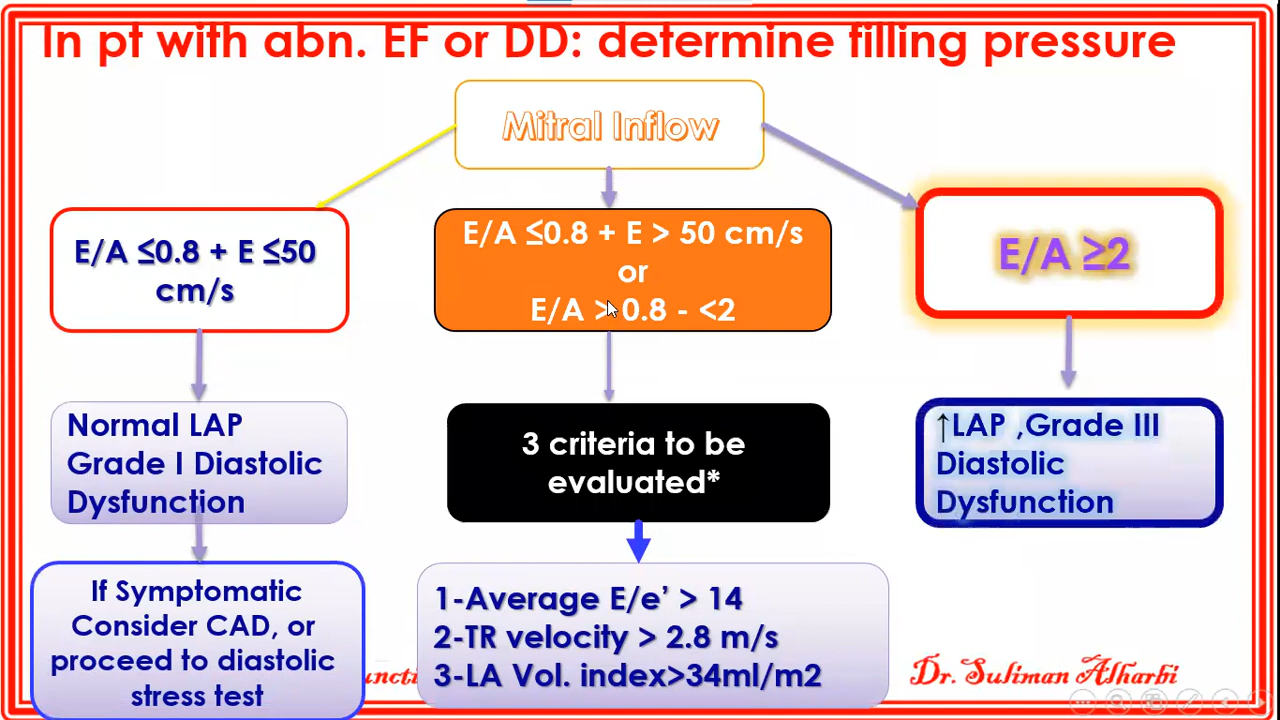 In pt with abn. EF or DD: determine filling pressure
Mitral Inflow
E/A ≤0.8 + E ≤50
cm/s
E/A ≤0.8 + E > 50 cm/s
or
E/A > 0.8 - <2
E/A ≥2
Normal LAP
Grade I Diastolic
Dysfunction
3 criteria to be
evaluated*
↑LAP ,Grade III
Diastolic
Dysfunction
If Symptomatic
Consider CAD, or
proceed to diastolic
stress test
1-Average E/e’ > 14
2-TR velocity > 2.8 m/s
3-LA Vol. index>34ml/m2
Dr. Suliman Alharbi